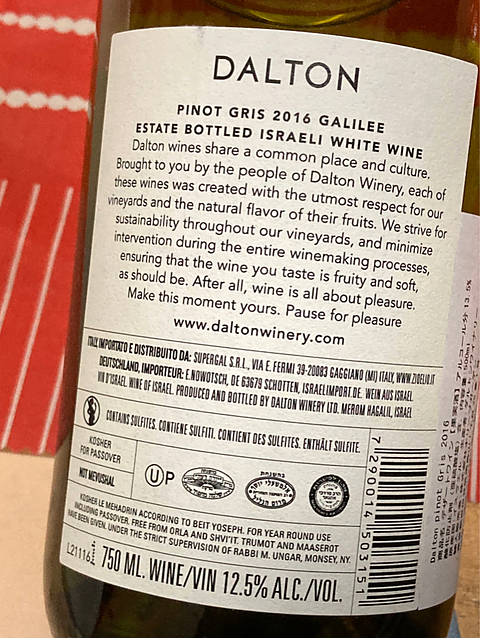 DALTON
PINOT GRIS 2016 GALILEE
ESTATE BOTTLED ISRAELI WHITE WINE
Dalton wines share a common place and culture.
Brought to you by the people of Dalton Winery, each of
these wines was created with the utmost respect for our
vineyards and the natural flavor of their fruits. We strive for
sustainability throughout our vineyards, and minimize
intervention during the entire winemaking processes,
ensuring that the wine you taste is fruity and soft,
as should be. After all, wine is all about pleasure.
Make this moment yours. Pause for pleasure
www.daltonwinery.com
ITALY, IMPORTATO E DISTRIBUITO DA: SUPERGAL S.R.L., VIA E. FERMI 39-20083 GAGGIANO (MI) ITALY, WWW.ZIOELIO.IT
DEUTSCHLAND, IMPORTEUR: E.NOWOTSCH, DE 63679 SCHOTTEN, ISRAELIMPORT.DE. WEIN AUS ISRAEL
VIN D'ISRAEL. WINE OF ISRAEL. PRODUCED AND BOTTLED BY DALTON WINERY LTD. MEROM HAGALIL, ISRAEL
CONTAINS SULFITES. CONTIENE SULFITI. CONTIENT DES SULFITES. ENTHÄLT SULFITE.
KOSHER
FOR PASSOVER
NOT MEVUSHAL
U P
KOSHER LE MEHADRIN ACCORDING TO BEIT YOSEPH. FOR YEAR ROUND USE
INCLUDING PASSOVER. FREE FROM ORLA AND SHVI'IT. TRUMOT AND MAASEROT
HAVE BEEN GIVEN. UNDER THE STRICT SUPERVISION OF RABBI M. UNGAR, MONSEY, NY.
L21116
750 ML. WINE/VIN 12.5% ALC./VOL.
7 290014 503151
Dalton Pinot Gris 2016
アルコール分 13.5%